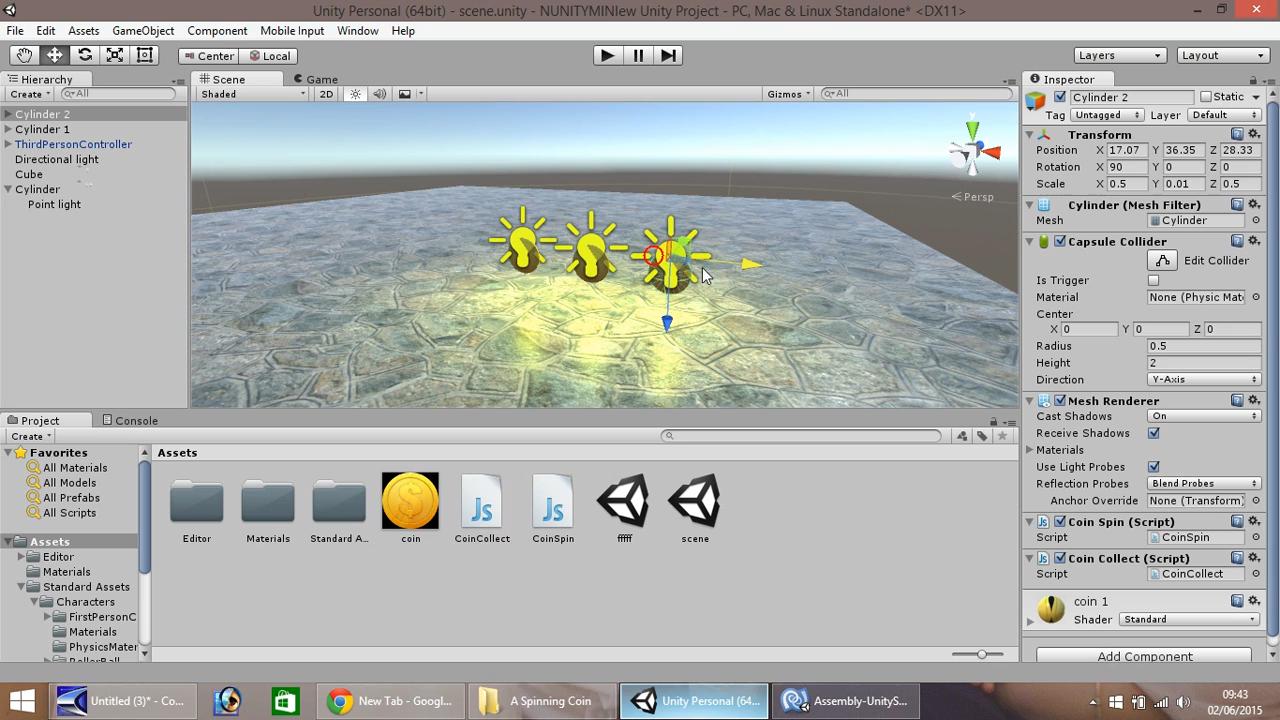 Unity Personal (64bit) - scene.unity - NUNITYMINIew Unity Project - PC, Mac & Linux Standalone* <DX11>
File Edit Assets GameObject Component Mobile Input Window Help
Center Local Layers Layout
Hierarchy
Create All
Cylinder 2
Cylinder 1
ThirdPersonController
Directional light
Cube
Cylinder
Point light
Scene Game
Shaded 2D Gizmos All
Persp
Inspector
Cylinder 2 Static
Tag Untagged Layer Default
Transform
Position X 17.07 Y 36.35 Z 28.33
Rotation X 90 Y 0 Z 0
Scale X 0.5 Y 0.01 Z 0.5
Cylinder (Mesh Filter)
Mesh Cylinder
Capsule Collider
Edit Collider
Is Trigger
Material None (Physic Mat
Center
X 0 Y 0 Z 0
Radius 0.5
Height 2
Direction Y-Axis
Mesh Renderer
Cast Shadows On
Receive Shadows
Materials
Use Light Probes
Reflection Probes Blend Probes
Anchor Override None (Transform)
Coin Spin (Script)
Script CoinSpin
Coin Collect (Script)
Script CoinCollect
coin 1
Shader Standard
Add Component
Project Console
Create
Favorites
All Materials
All Models
All Prefabs
All Scripts
Assets
Editor
Materials
Standard Assets
Characters
FirstPersonC
Materials
PhysicsMater
RollerBall
Assets
Js Js
Editor Materials Standard A... coin CoinCollect CoinSpin fffff scene
Untitled (3)* - Co... New Tab - Googl... A Spinning Coin Unity Personal (64... Assembly-UnityS...
09:43
02/06/2015